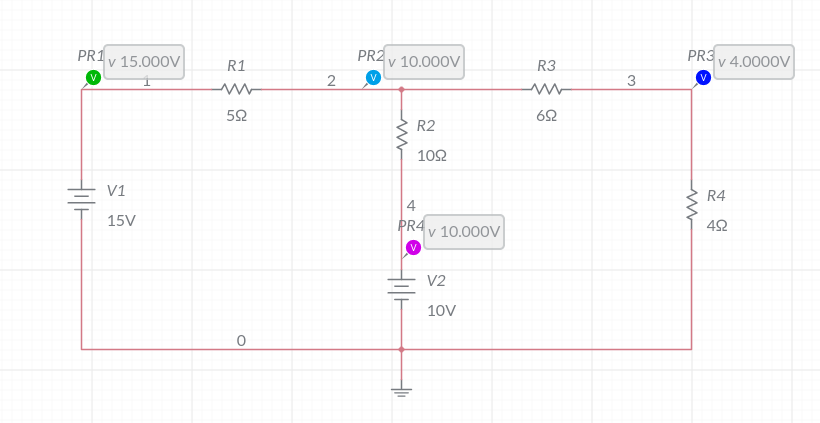 PR1
v 15.000V
V
1
R1
5Ω
2
PR2
v 10.000V
V
R3
6Ω
3
PR3
v 4.0000V
V
R2
10Ω
V1
15V
4
PR4
v 10.000V
V
R4
4Ω
V2
10V
0